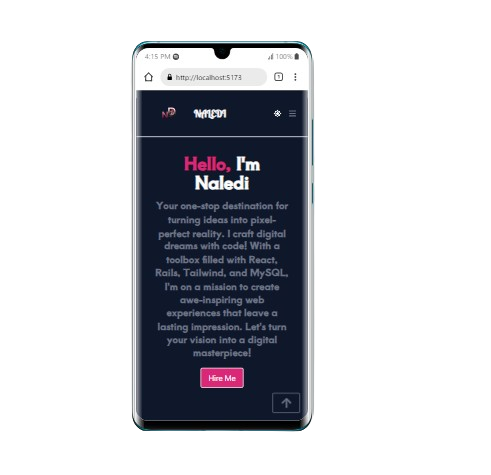 4:15 PM
100%
http://localhost:5173
1
NALEDI
Hello, I'm
Naledi
Your one-stop destination for
turning ideas into pixel-
perfect reality. I craft digital
dreams with code! With a
toolbox filled with React,
Rails, Tailwind, and MySQL,
I'm on a mission to create
awe-inspiring web
experiences that leave a
lasting impression. Let's turn
your vision into a digital
masterpiece!
Hire Me